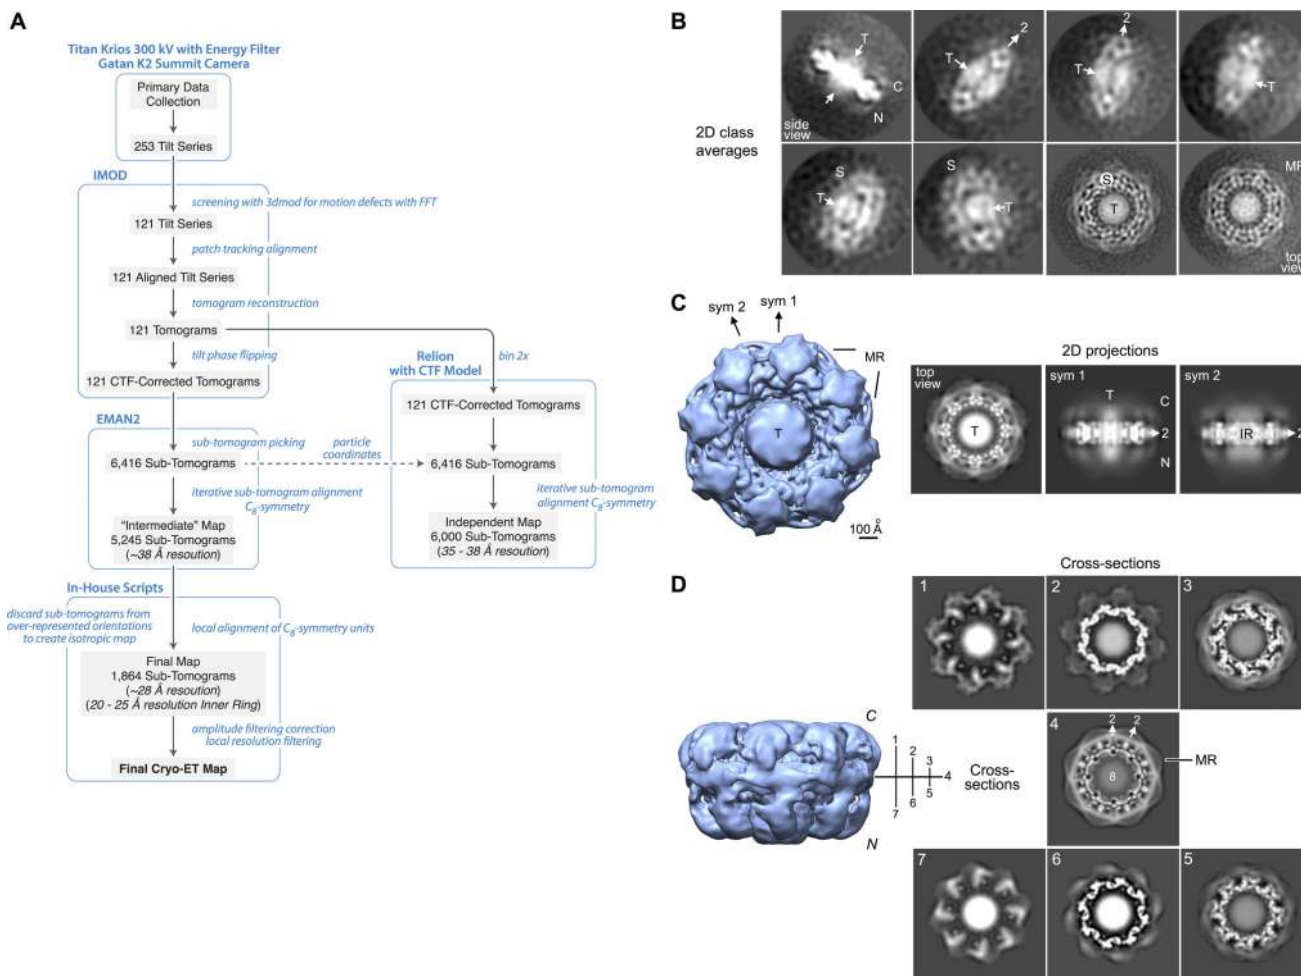 A
Titan Krios 300 kV with Energy Filter
Gatan K2 Summit Camera
Primary Data
Collection
253 Tilt Series
IMOD
screening with 3dmod for motion defects with FFT
121 Tilt Series
patch tracking alignment
121 Aligned Tilt Series
tomogram reconstruction
121 Tomograms
tilt phase flipping
bin 2x
121 CTF-Corrected Tomograms
Relion
with CTF Model
121 CTF-Corrected Tomograms
EMAN2
sub-tomogram picking
particle
coordinates
6,416 Sub-Tomograms
6,416 Sub-Tomograms
iterative sub-tomogram alignment
C8-symmetry
iterative sub-tomogram
alignment C8-symmetry
"Intermediate" Map
5,245 Sub-Tomograms
(~38 Å resoution)
Independent Map
6,000 Sub-Tomograms
(35 - 38 Å resoution)
In-House Scripts
discard sub-tomograms from
over-represented orientations
to create isotropic map
local alignment of C8-symmetry units
Final Map
1,864 Sub-Tomograms
(~28 Å resoution)
(20 - 25 Å resolution Inner Ring)
amplitude filtering correction
local resolution filtering
Final Cryo-ET Map
B
2D class
averages
T
C
N
side
view
2
T
2
T
T
S
T
S
T
S
T
MR
top
view
C
sym 2
sym 1
MR
T
100 Å
2D projections
top
view
T
sym 1
T
C
2
N
sym 2
IR
2
D
Cross-sections
1
2
3
C
1
2
3
4
5
6
7
N
Cross-
sections
4
2
2
8
MR
7
6
5